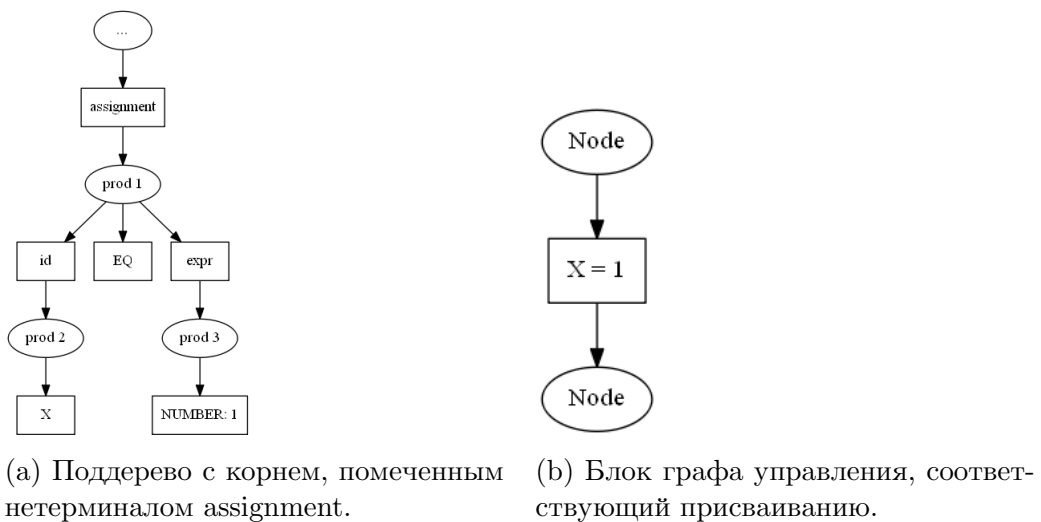 ...
assignment
prod 1
id
EQ
expr
prod 2
prod 3
X
NUMBER: 1
(a) Поддерево с корнем, помеченным
нетерминалом assignment.
Node
X = 1
Node
(b) Блок графа управления, соответ-
ствующий присваиванию.